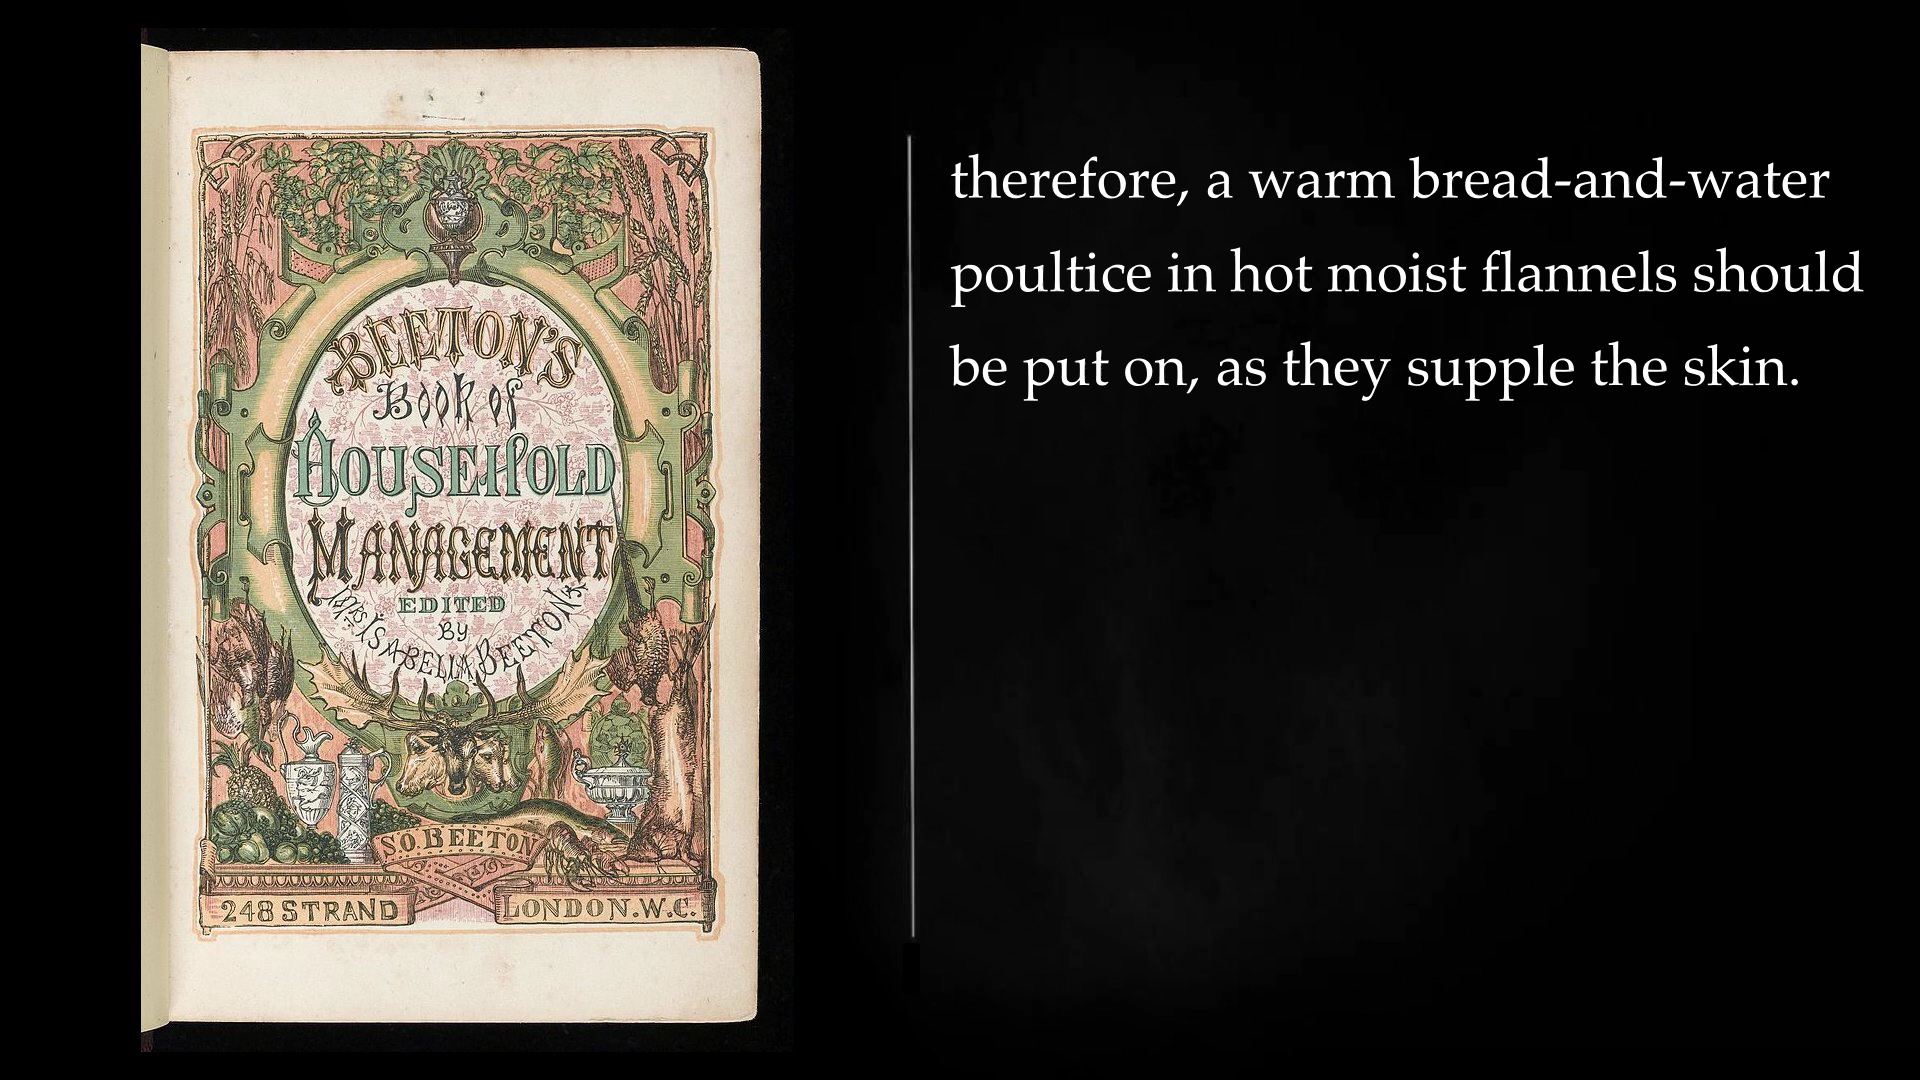 BEETON'S
Book of
HOUSEHOLD
MANAGEMENT
EDITED
BY
MRS ISABELLA BEETON
S.O. BEETON
248 STRAND
LONDON. W.C.
therefore, a warm bread-and-water
poultice in hot moist flannels should
be put on, as they supple the skin.